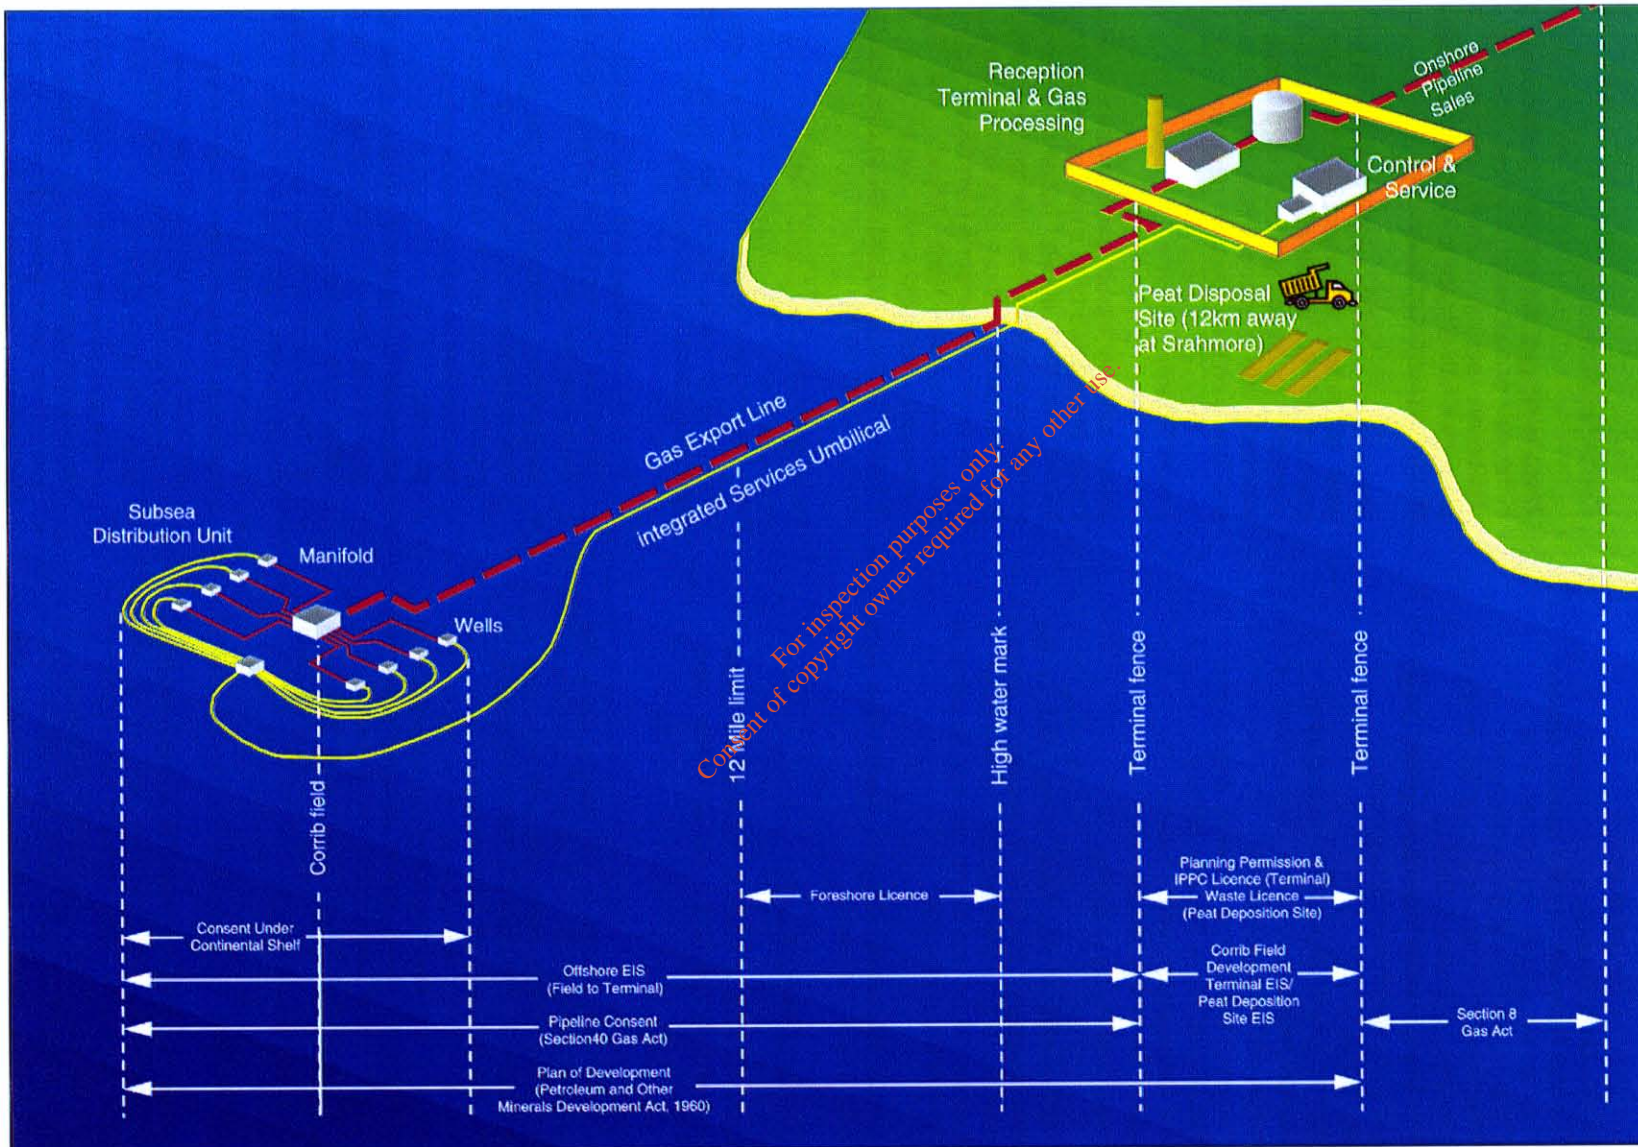 Reception
Terminal & Gas
Processing
Onshore
Pipeline
Sales
Control &
Service
Peat Disposal
Site (12km away
at Srahmore)
Gas Export Line
Integrated Services Umbilical
Subsea
Distribution Unit
Manifold
Wells
For inspection purposes only.
Consent of copyright owner required for any other use.
Corrib field
12 Mile limit
High water mark
Terminal fence
Terminal fence
Planning Permission &
IPPC Licence (Terminal)
Waste Licence
(Peat Deposition Site)
Foreshore Licence
Consent Under
Continental Shelf
Offshore EIS
(Field to Terminal)
Corrib Field
Development
Terminal EIS/
Peat Deposition
Site EIS
Pipeline Consent
(Section40 Gas Act)
Section 8
Gas Act
Plan of Development
(Petroleum and Other
Minerals Development Act, 1960)